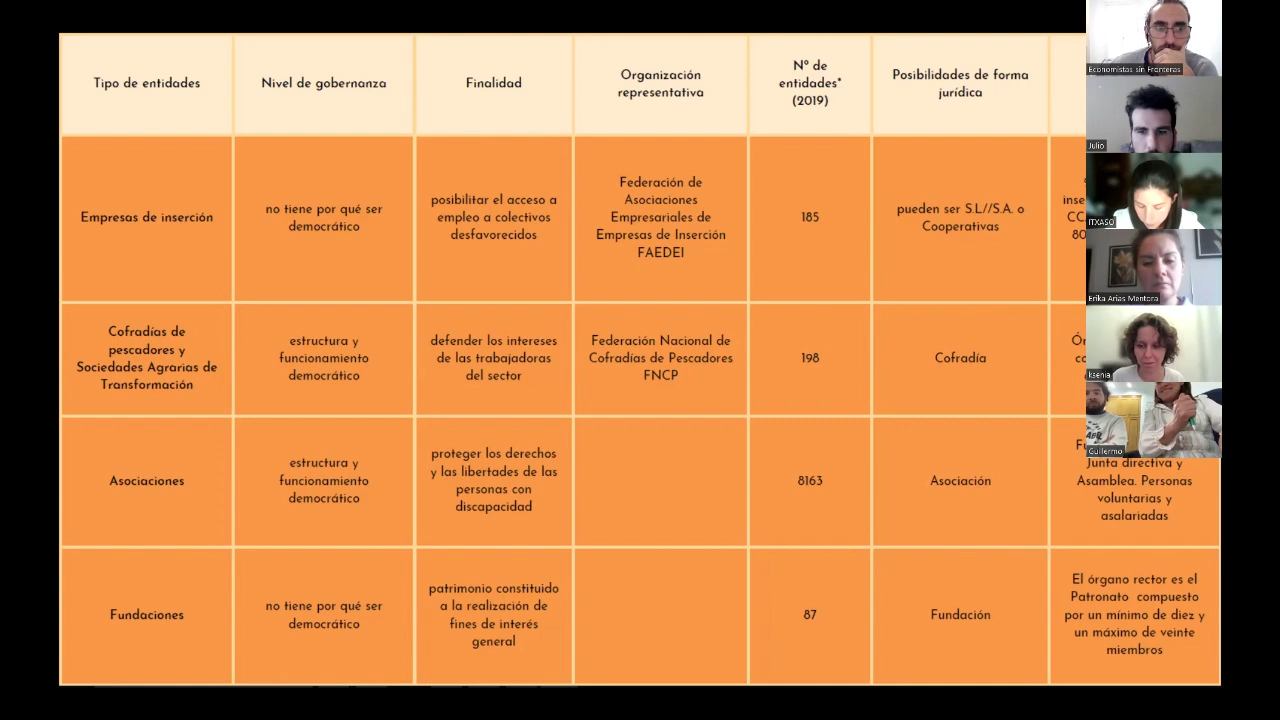 Tipo de entidades
Nivel de gobernanza
Finalidad
Organización
representativa
Nº de
entidades*
(2019)
Posibilidades de forma
jurídica
Empresas de inserción
no tiene por qué ser
democrático
posibilitar el acceso a
empleo a colectivos
desfavorecidos
Federación de
Asociaciones
Empresariales de
Empresas de Inserción
FAEDEI
185
pueden ser S.L//S.A. o
Cooperativas
inse
CC
80
Cofradías de
pescadores y
Sociedades Agrarias de
Transformación
estructura y
funcionamiento
democrático
defender los intereses
de las trabajadoras
del sector
Federación Nacional de
Cofradías de Pescadores
FNCP
198
Cofradía
Asociaciones
estructura y
funcionamiento
democrático
proteger los derechos
y las libertades de las
personas con
discapacidad
8163
Asociación
Junta directiva y
Asamblea. Personas
voluntarias y
asalariadas
Fundaciones
no tiene por qué ser
democrático
patrimonio constituido
a la realización de
fines de interés
general
87
Fundación
El órgano rector es el
Patronato compuesto
por un mínimo de diez y
un máximo de veinte
miembros
Economistas sin Fronteras
Julio
ITXASO
Erika Arias Mentora
ksenia
Guillermo